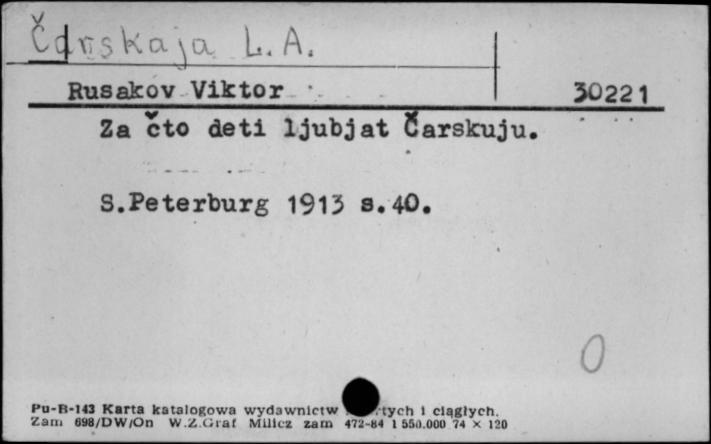 Čarskaja L.A.
Rusakov Viktor 30221
Za čto deti ljubjat Čarskuju.
S.Peterburg 1913 s.40.
0
Pu-B-143 Karta katalogowa wydawnictw i ciągłych.
Zam 698/DW/On W.Z.Graf Milicz zam 472-84 1 550.000 74 × 120